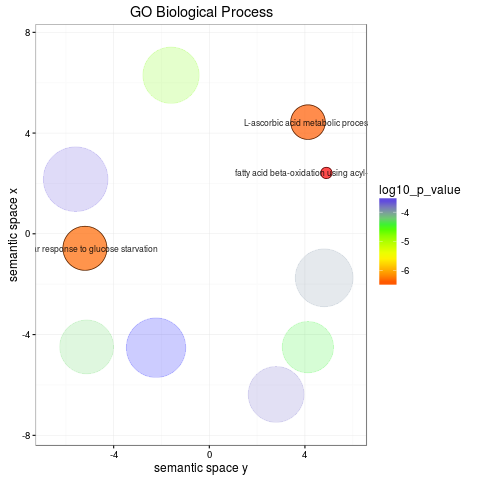 GO Biological Process
8
4
0
-4
-8
-4
0
4
semantic space x
semantic space y
L-ascorbic acid metabolic proces
fatty acid beta-oxidation using acyl-
r response to glucose starvation
log10_p_value
-4
-5
-6